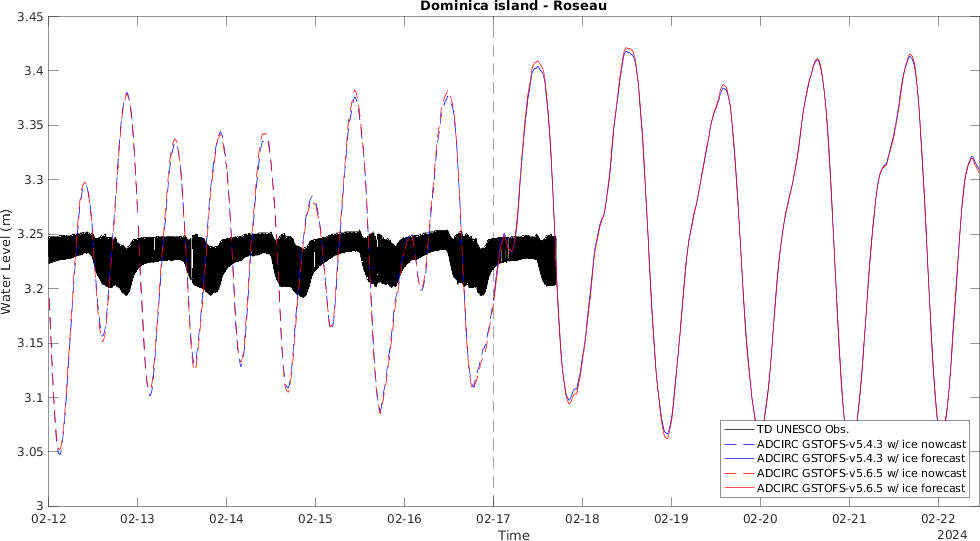 Dominica island - Roseau
3.45
3.4
3.35
3.3
3.25
3.2
3.15
3.1
3.05
3
Water Level (m)
TD UNESCO Obs.
ADCIRC GSTOFS-v5.4.3 w/ ice nowcast
ADCIRC GSTOFS-v5.4.3 w/ ice forecast
ADCIRC GSTOFS-v5.6.5 w/ ice nowcast
ADCIRC GSTOFS-v5.6.5 w/ ice forecast
02-12 02-13 02-14 02-15 02-16 02-17 02-18 02-19 02-20 02-21 02-22
Time 2024